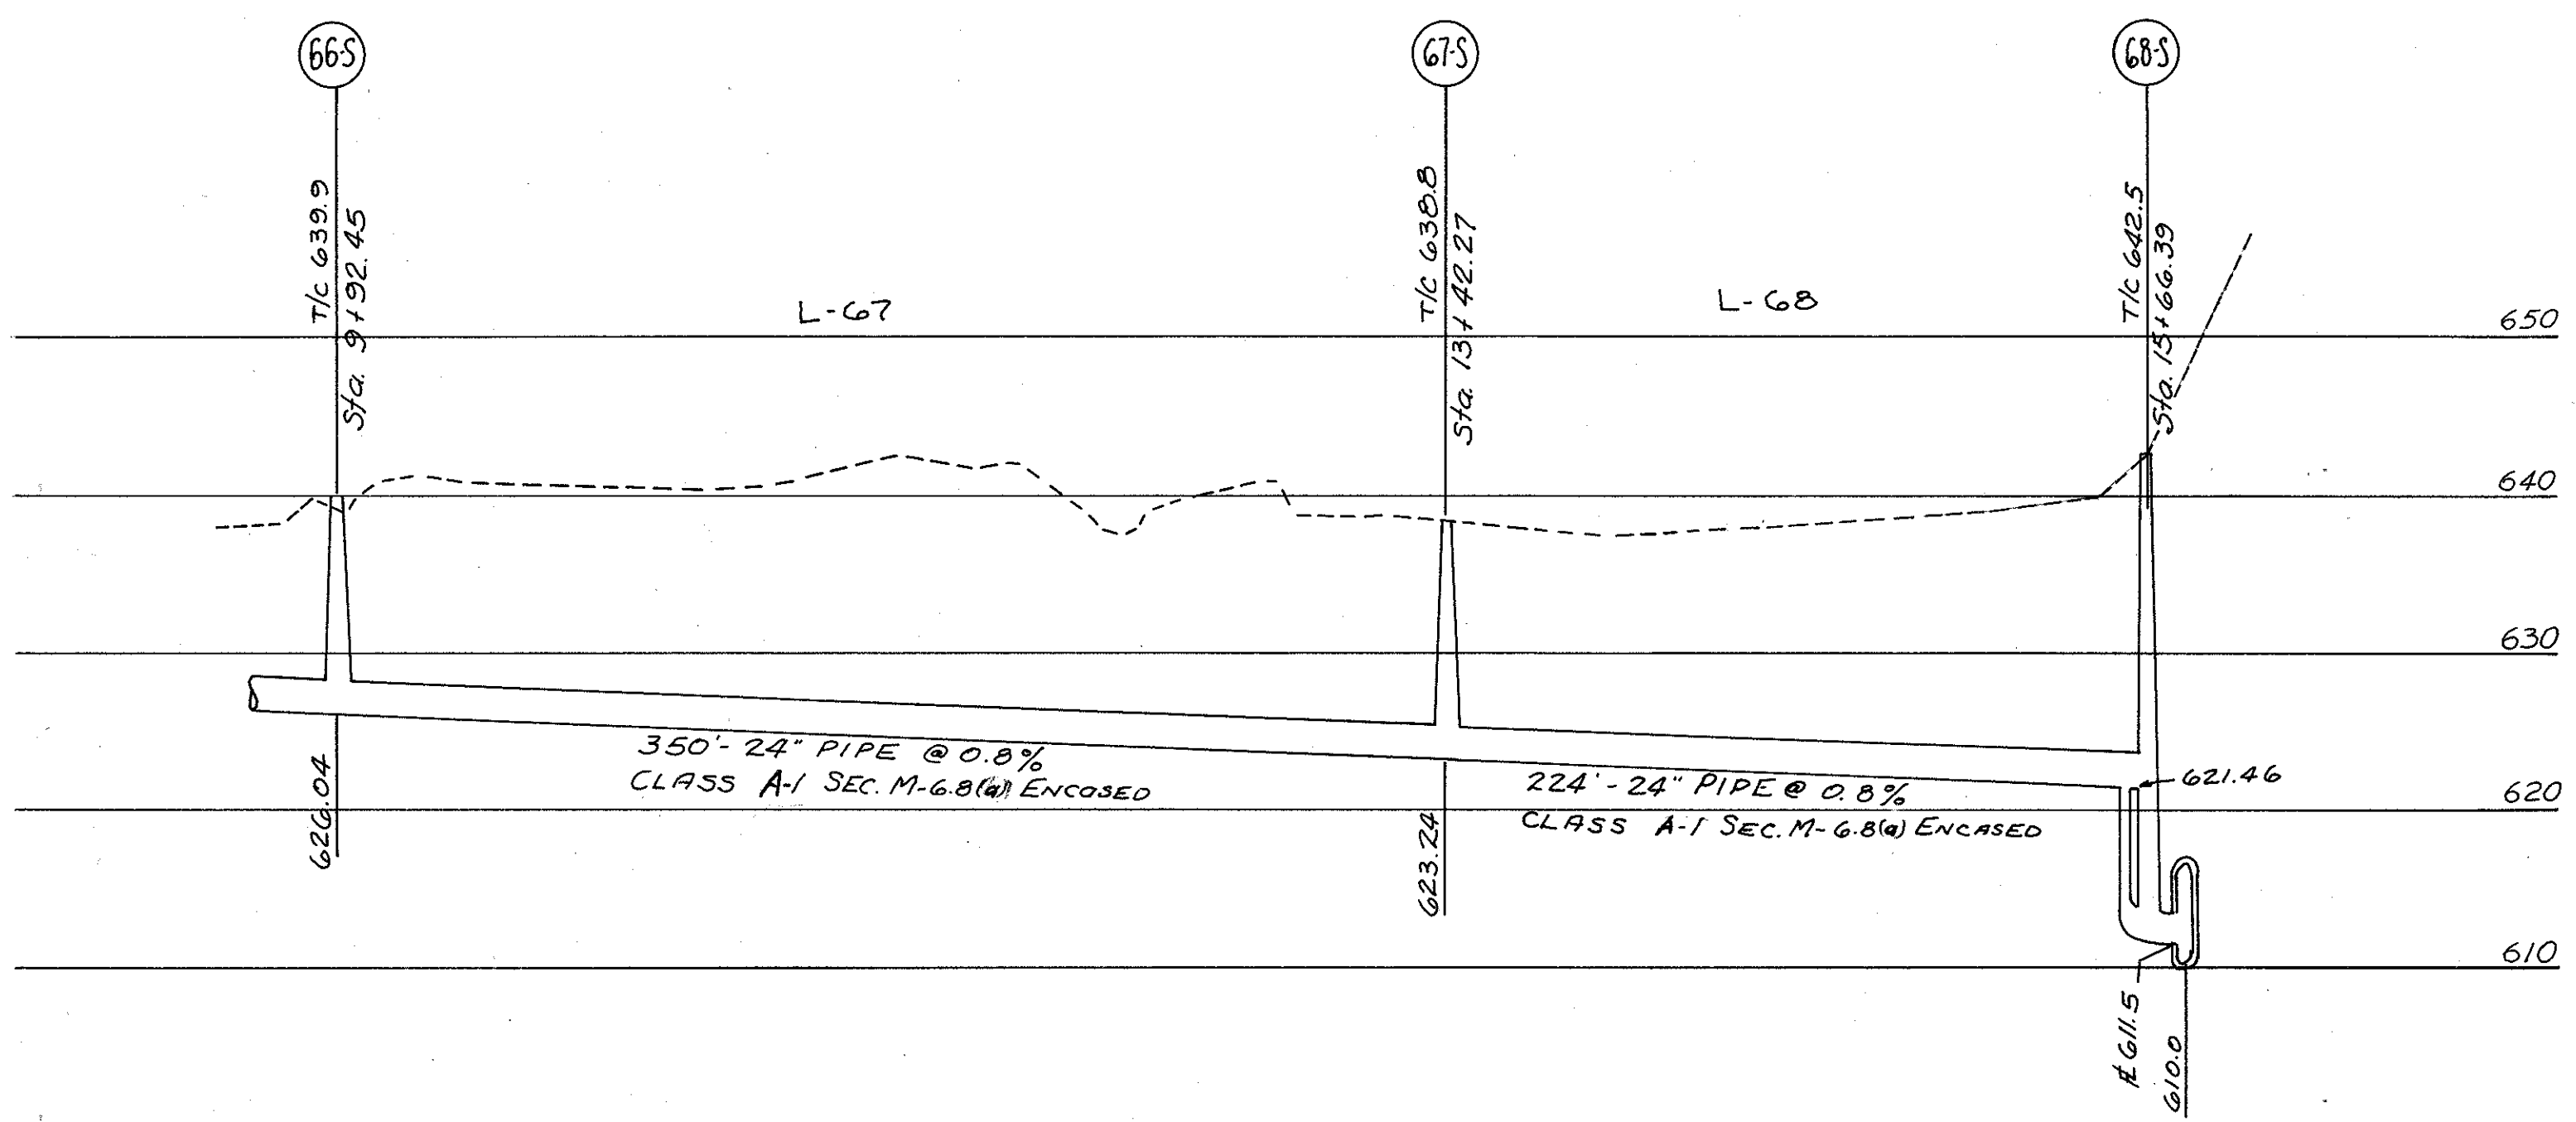 66-S
67-S
68-S
T/C 639.9
Sta. 9+92.45
T/C 638.8
Sta. 13+42.27
T/C 642.5
Sta. 15+66.39
L-67
L-68
650
640
630
350'- 24" PIPE @ 0.8%
CLASS A-1 SEC. M-6.8(a) ENCASED
224'- 24" PIPE @ 0.8%
CLASS A-1 SEC. M-6.8(a) ENCASED
621.46
620
626.04
623.24
610
611.5
610.0